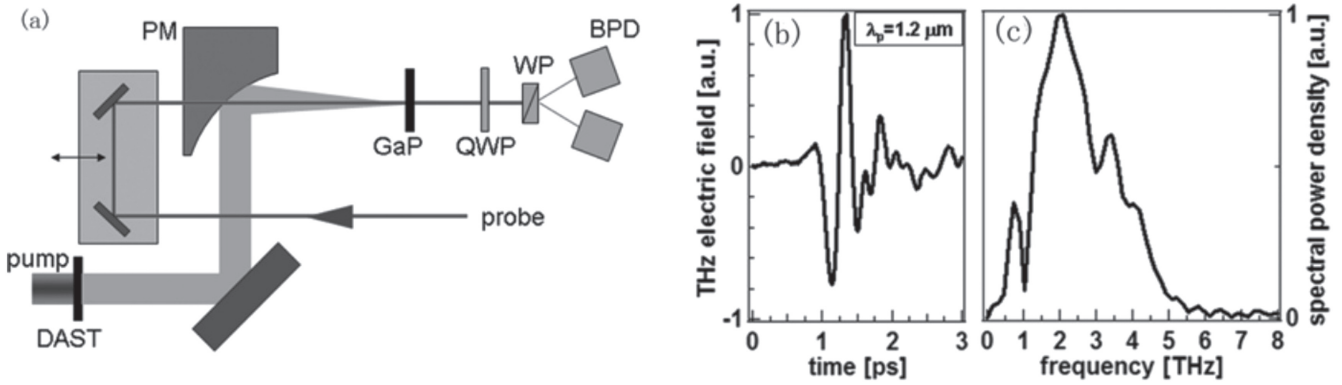 (a)
PM
BPD
WP
GaP
QWP
probe
pump
DAST
(b)
λp=1.2 μm
THz electric field [a.u.]
1
0
-1
0 1 2 3
time [ps]
(c)
spectral power density [a.u.]
1
0
0 1 2 3 4 5 6 7 8
frequency [THz]